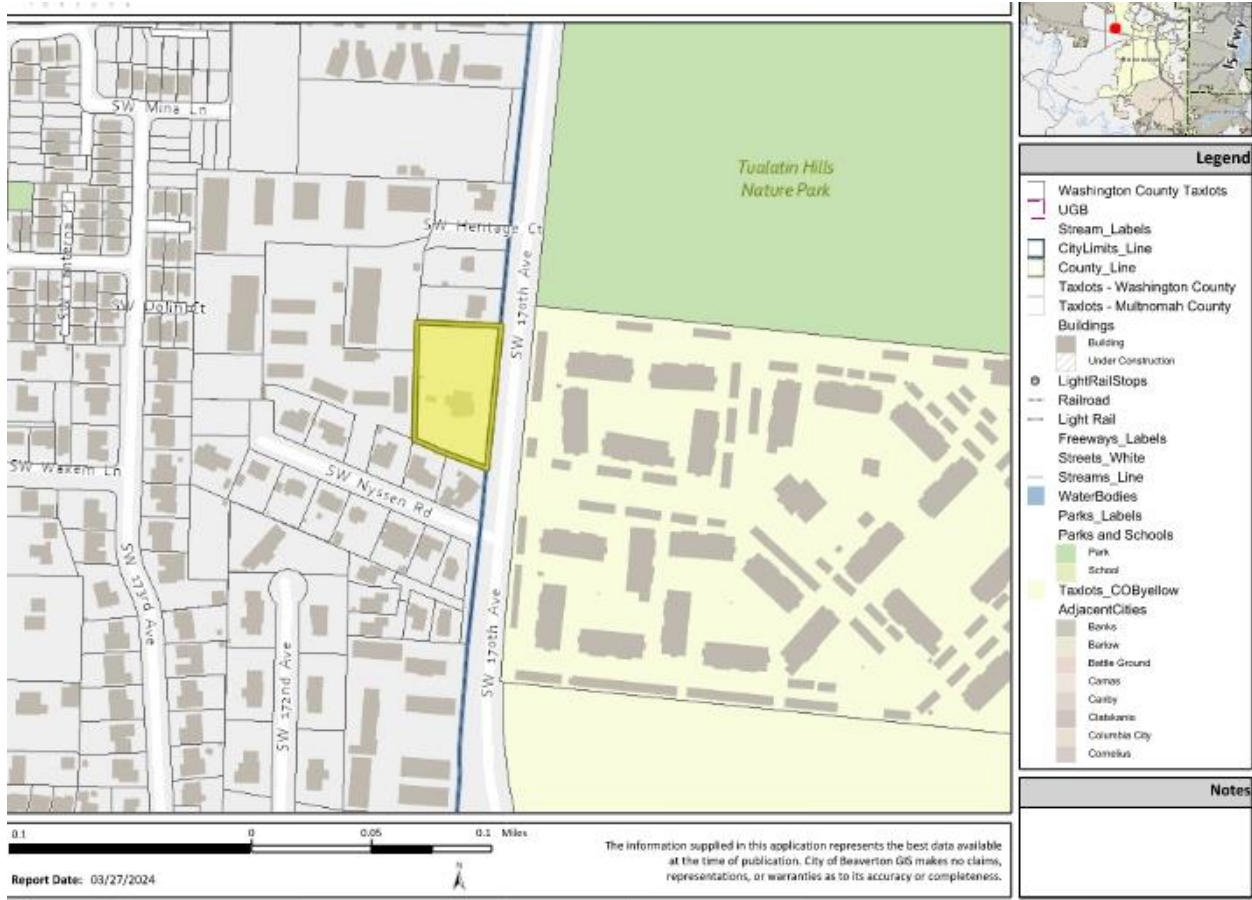 SW Mina Ln
Tualatin Hills
Nature Park
SW Heritage Ct
SW 170th Ave
SW Dolin Ct
SW Waxem Ln
SW Nyssen Rd
SW 173rd Ave
SW 172nd Ave
SW 170th Ave
0.1 0 0.05 0.1 Miles
N
Report Date: 03/27/2024
The information supplied in this application represents the best data available
at the time of publication. City of Beaverton GIS makes no claims,
representations, or warranties as to its accuracy or completeness.
I5 Fwy
Legend
Washington County Taxlots
UGB
Stream_Labels
CityLimits_Line
County_Line
Taxlots - Washington County
Taxlots - Multnomah County
Buildings
Building
Under Construction
LightRailStops
Railroad
Light Rail
Freeways_Labels
Streets_White
Streams_Line
WaterBodies
Parks_Labels
Parks and Schools
Park
School
Taxlots_COByellow
AdjacentCities
Banks
Barlow
Battle Ground
Camas
Canby
Clatskanie
Columbia City
Cornelius
Notes